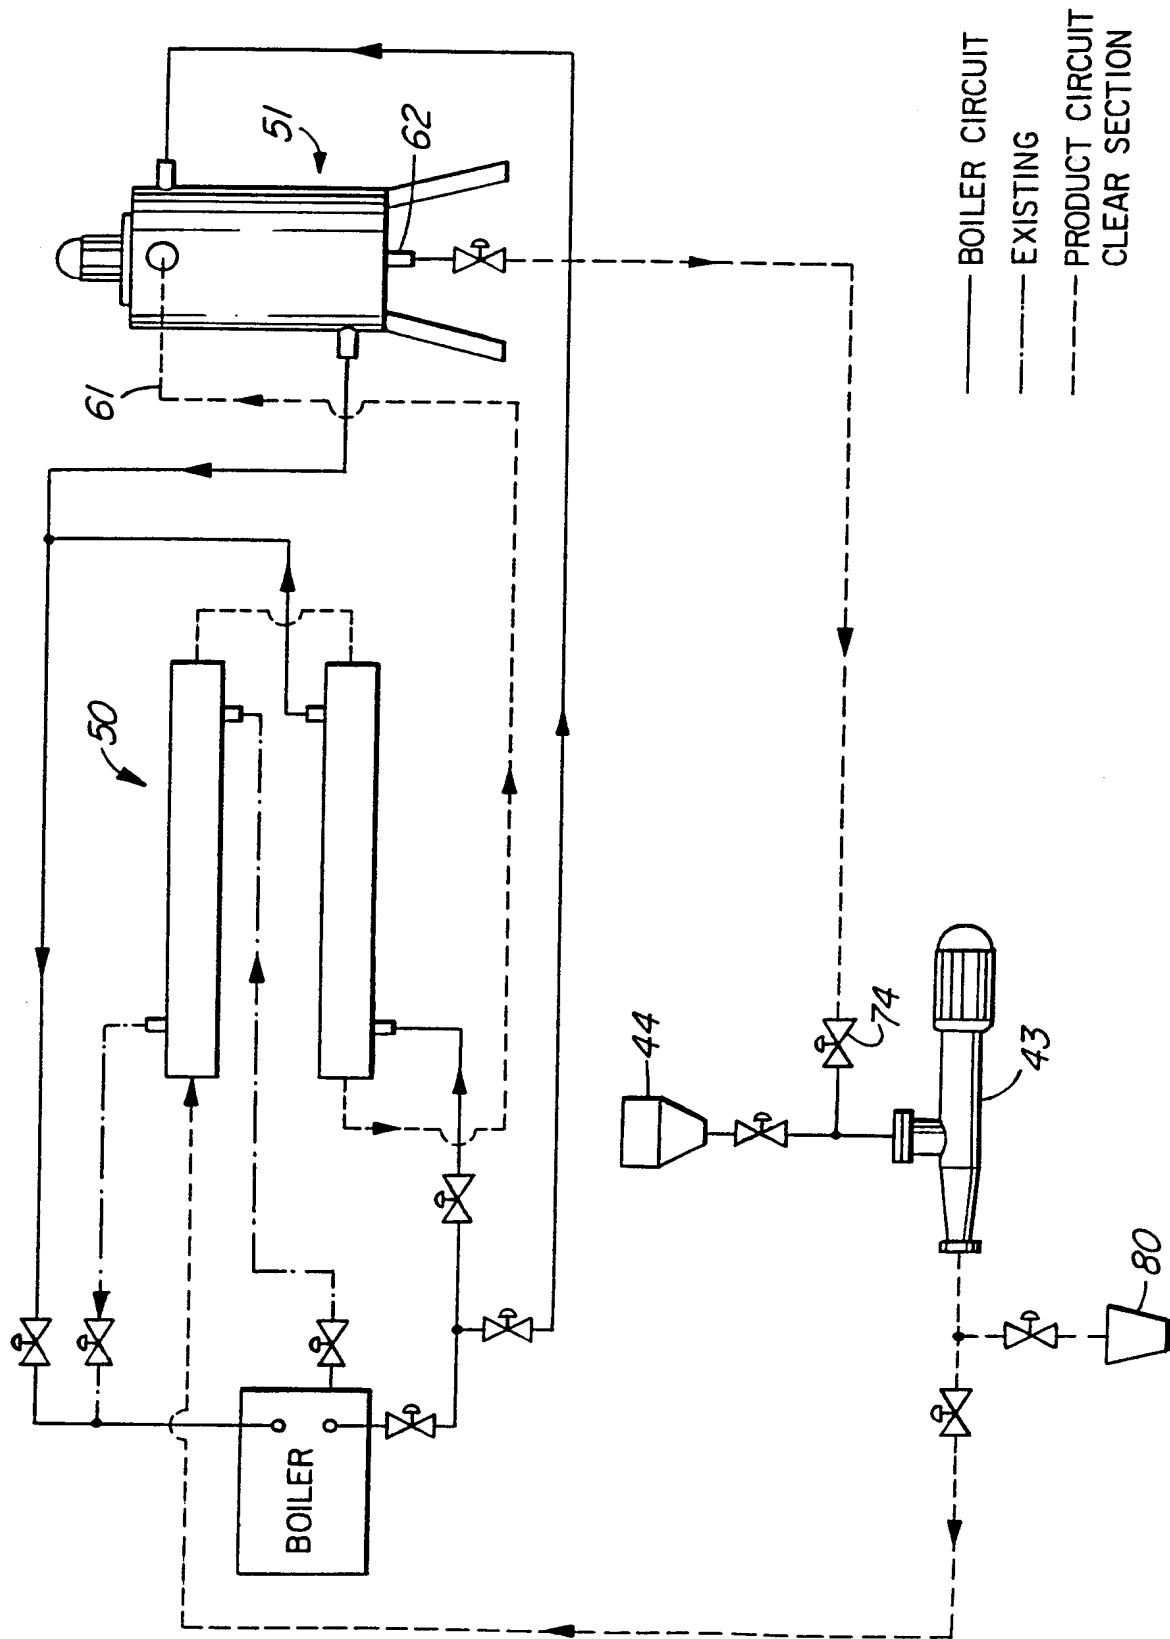 50
61
51
62
BOILER
44
74
43
80
BOILER CIRCUIT
EXISTING
PRODUCT CIRCUIT
CLEAR SECTION